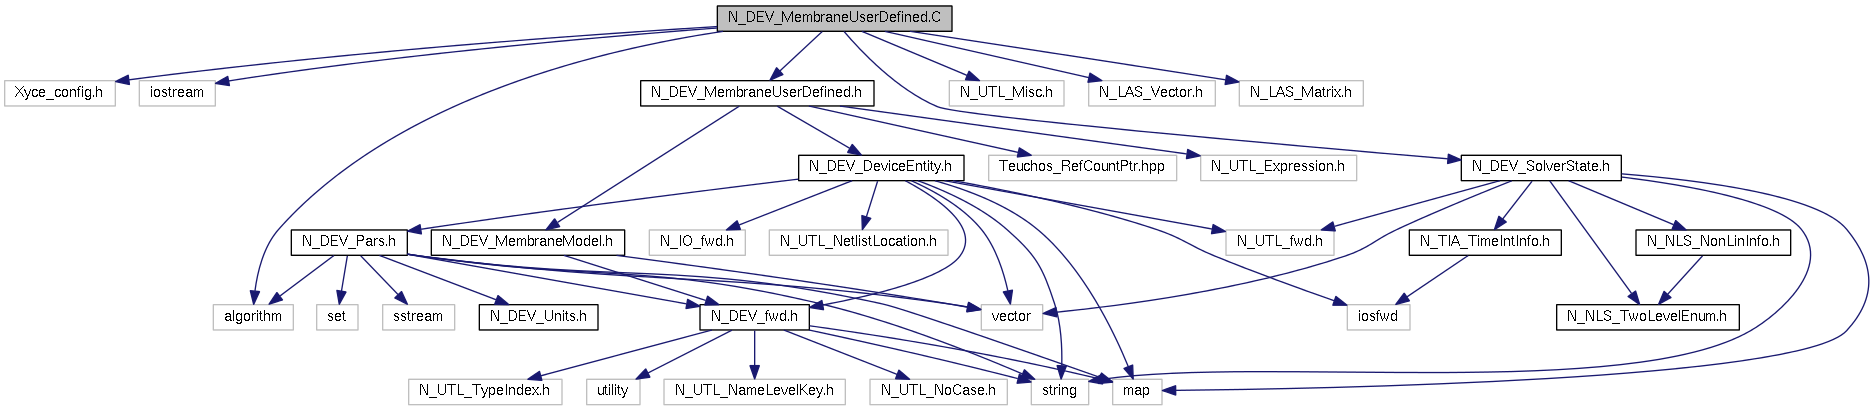 N_DEV_MembraneUserDefined.C
Xyce_config.h
iostream
N_DEV_MembraneUserDefined.h
N_UTL_Misc.h
N_LAS_Vector.h
N_LAS_Matrix.h
N_DEV_DeviceEntity.h
Teuchos_RefCountPtr.hpp
N_UTL_Expression.h
N_DEV_SolverState.h
N_DEV_Pars.h
N_DEV_MembraneModel.h
N_IO_fwd.h
N_UTL_NetlistLocation.h
N_UTL_fwd.h
N_TIA_TimeIntInfo.h
N_NLS_NonLinInfo.h
algorithm
set
sstream
N_DEV_Units.h
N_DEV_fwd.h
vector
iosfwd
N_NLS_TwoLevelEnum.h
N_UTL_TypeIndex.h
utility
N_UTL_NameLevelKey.h
N_UTL_NoCase.h
string
map